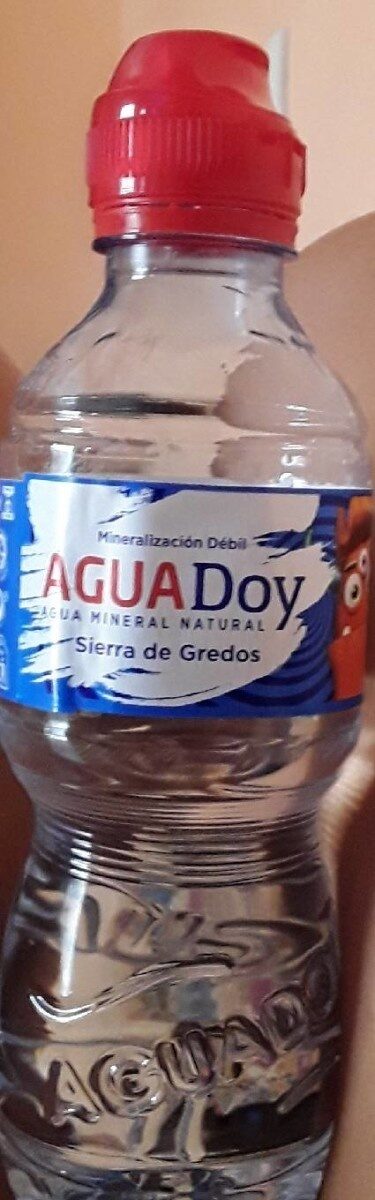 Mineralización Débil
AGUADoy
AGUA MINERAL NATURAL
Sierra de Gredos
AGUADO